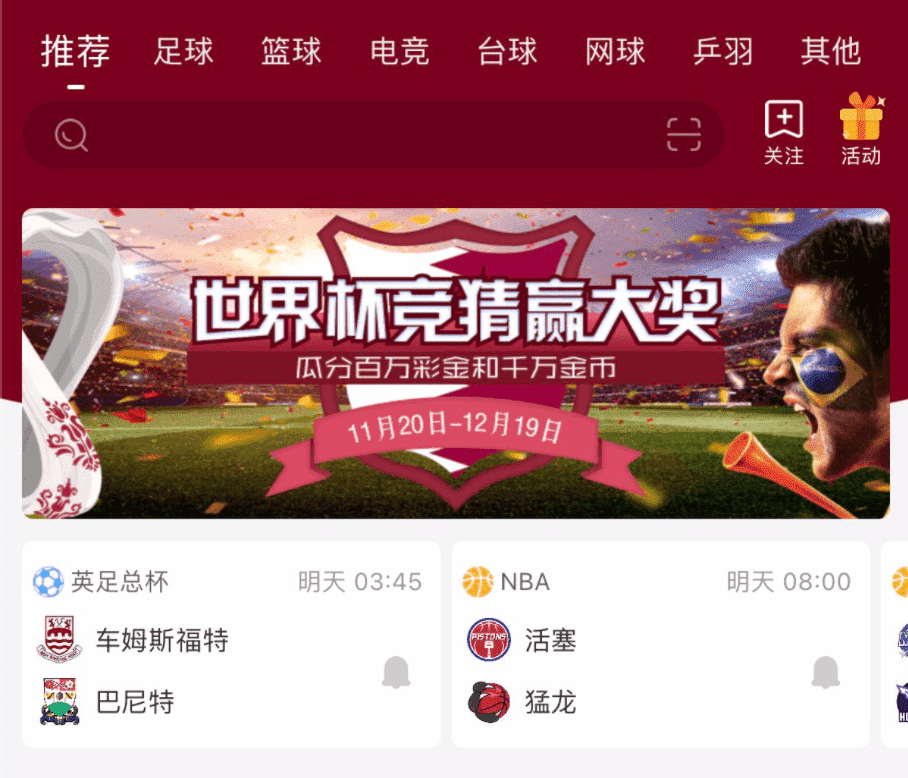 推荐 足球 篮球 电竞 台球 网球 乒羽 其他
关注 活动
世界杯竞猜赢大奖
瓜分百万彩金和千万金币
11月20日-12月19日
英足总杯 明天 03:45
车姆斯福特
巴尼特
NBA 明天 08:00
PISTONS
活塞
猛龙